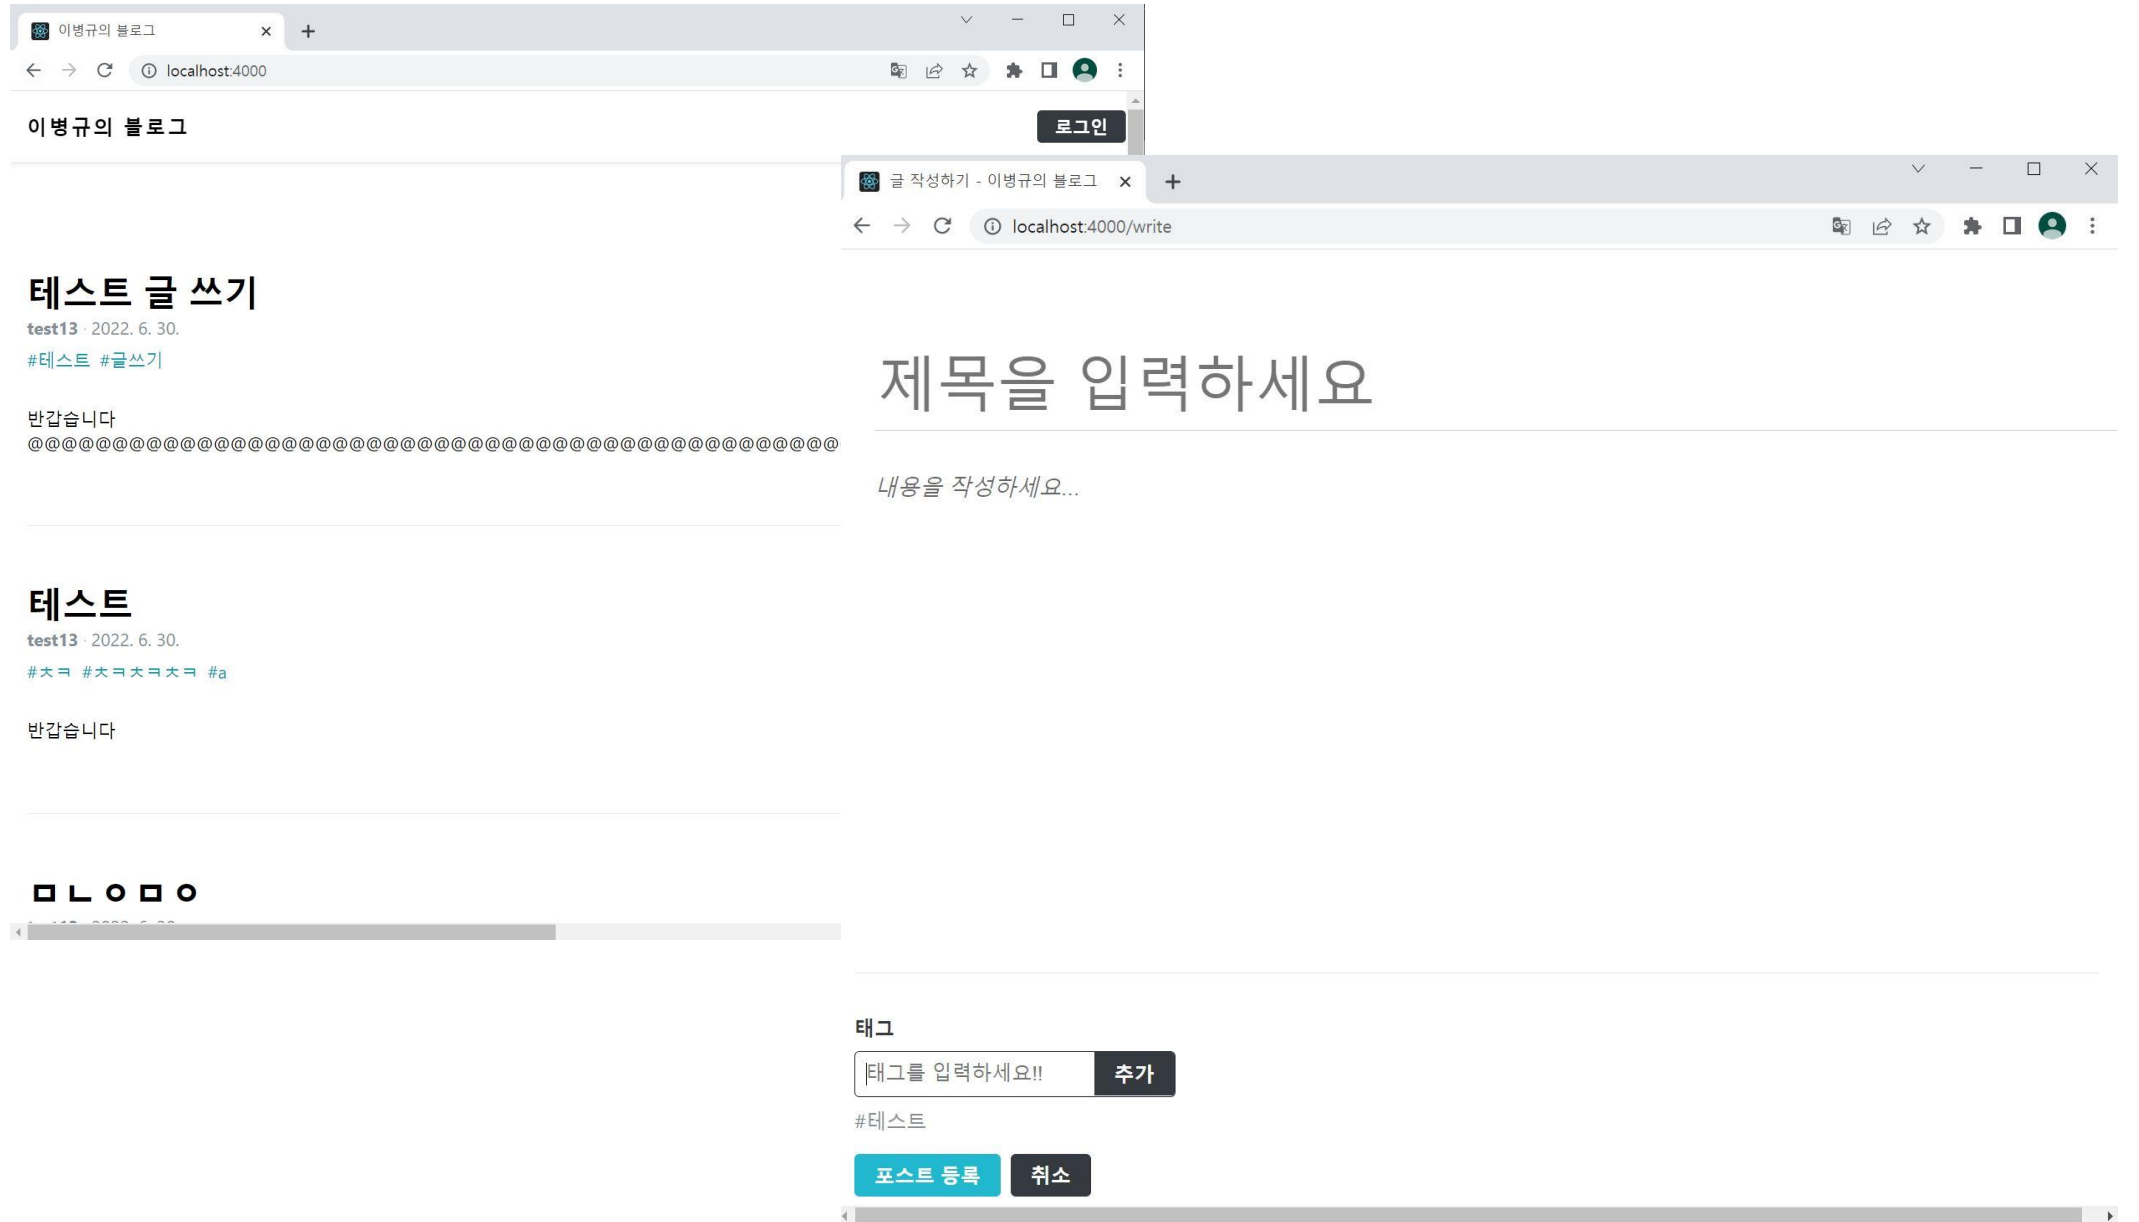 이병규의 블로그
localhost:4000
이병규의 블로그
로그인
테스트 글 쓰기
test13 · 2022. 6. 30.
#테스트 #글쓰기
반갑습니다
@@@@@@@@@@@@@@@@@@@@@@@@@@@@@@@@@@@@@@@@@@@@@@@@
테스트
test13 · 2022. 6. 30.
#ㅊㅋ #ㅊㅋㅊㅋㅊㅋ #a
반갑습니다
ㅁㄴㅇㅁㅇ
글 작성하기 - 이병규의 블로그
localhost:4000/write
제목을 입력하세요
내용을 작성하세요...
태그
태그를 입력하세요!!
추가
#테스트
포스트 등록
취소